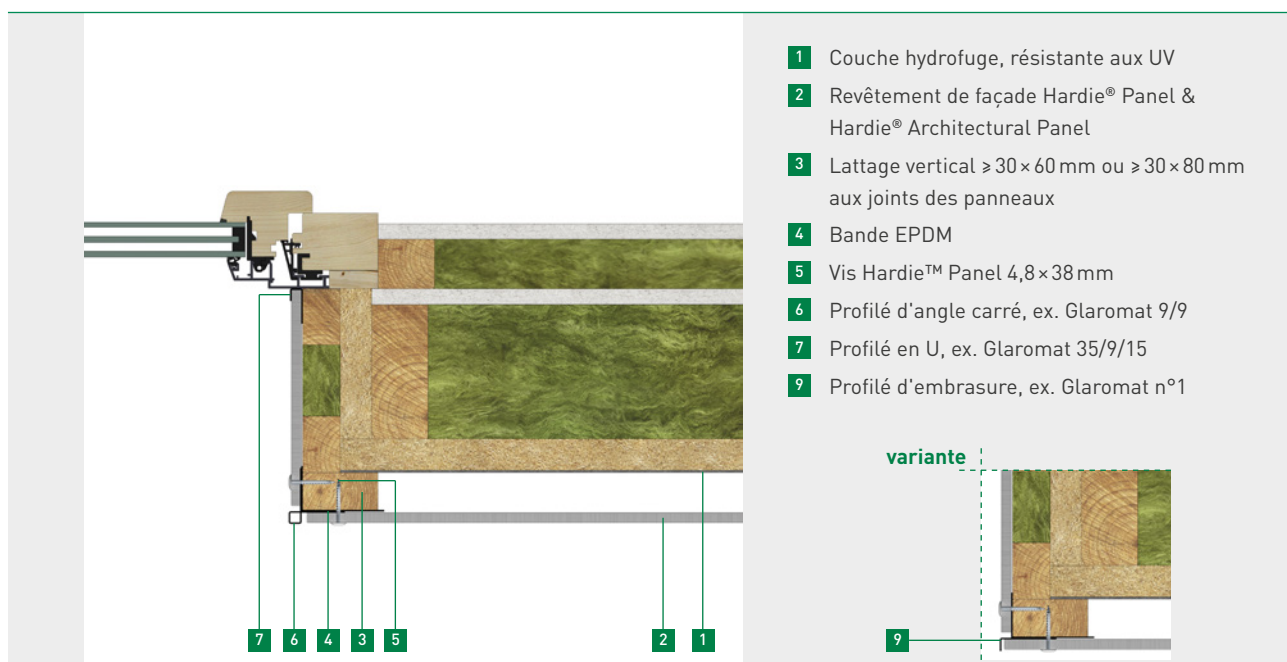 1 Couche hydrofuge, résistante aux UV
2 Revêtement de façade Hardie® Panel &
Hardie® Architectural Panel
3 Lattage vertical ≥ 30 × 60 mm ou ≥ 30 × 80 mm
aux joints des panneaux
4 Bande EPDM
5 Vis Hardie™ Panel 4,8 × 38 mm
6 Profilé d'angle carré, ex. Glaromat 9/9
7 Profilé en U, ex. Glaromat 35/9/15
9 Profilé d'embrasure, ex. Glaromat n°1
variante
7 6 4 3 5 2 1
9